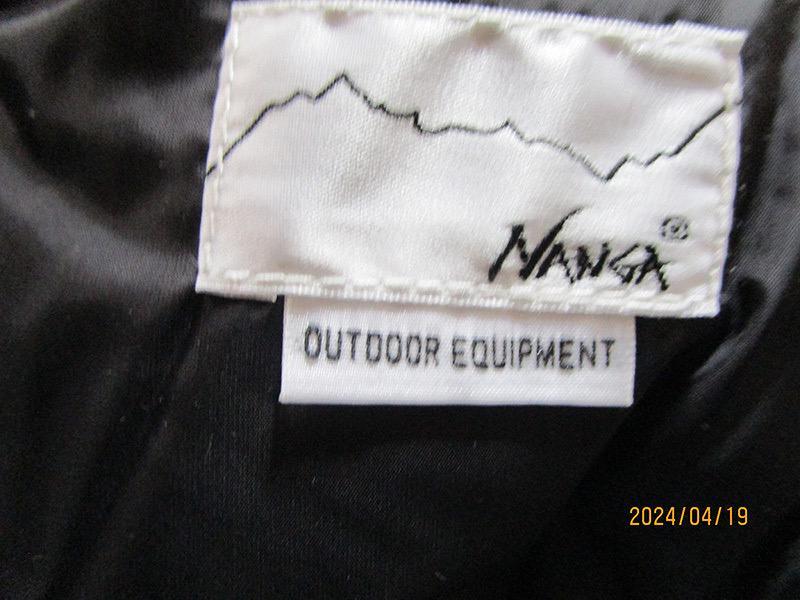 NANGA®
OUTDOOR EQUIPMENT
2024/04/19